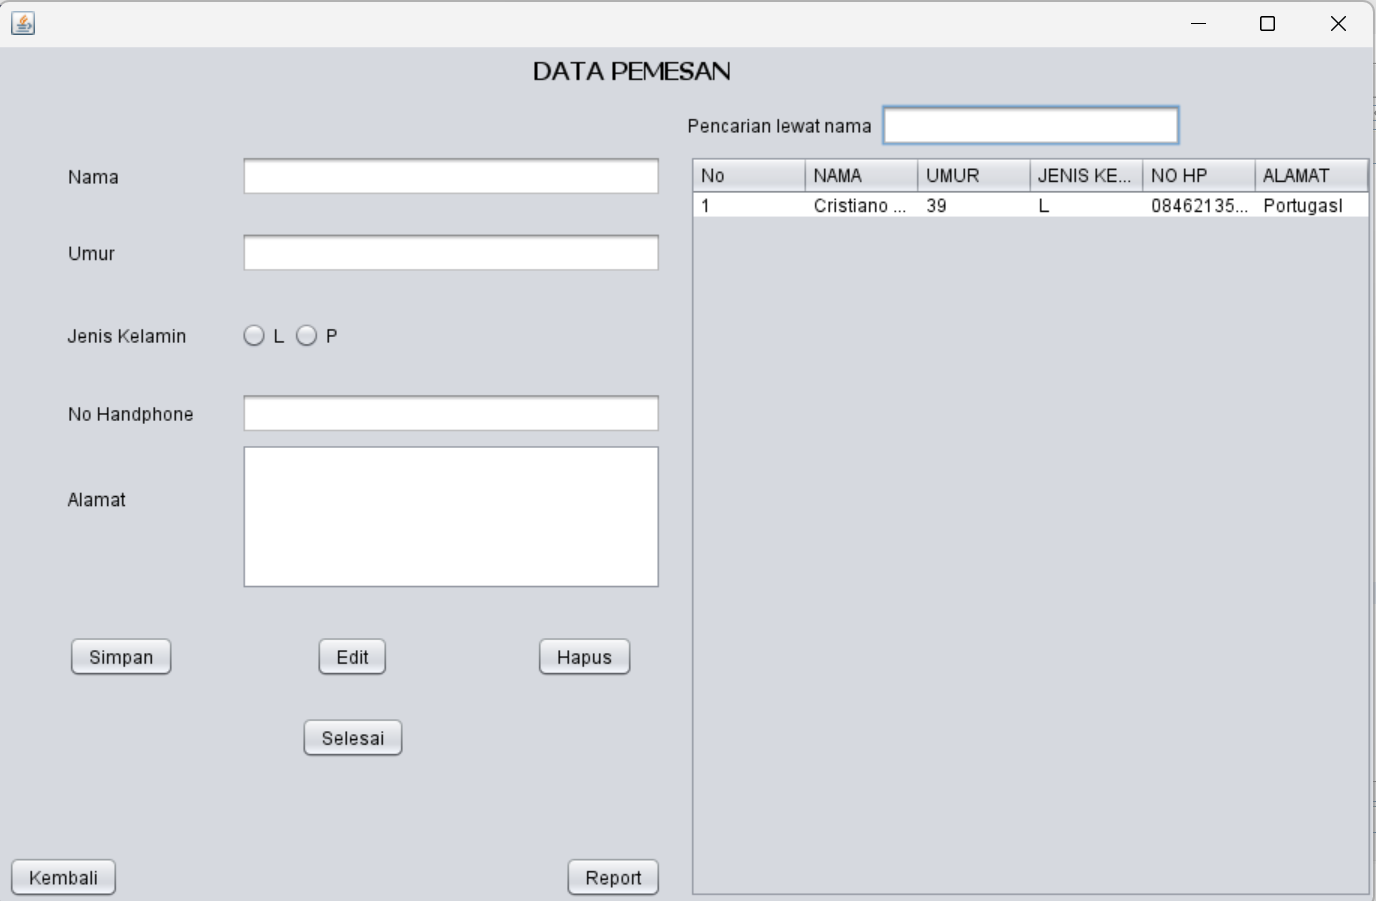 DATA PEMESAN
Pencarian lewat nama
Nama
Umur
Jenis Kelamin L P
No Handphone
Alamat
Simpan Edit Hapus
Selesai
Kembali Report
No NAMA UMUR JENIS KE... NO HP ALAMAT
1 Cristiano ... 39 L 08462135... Portugasl